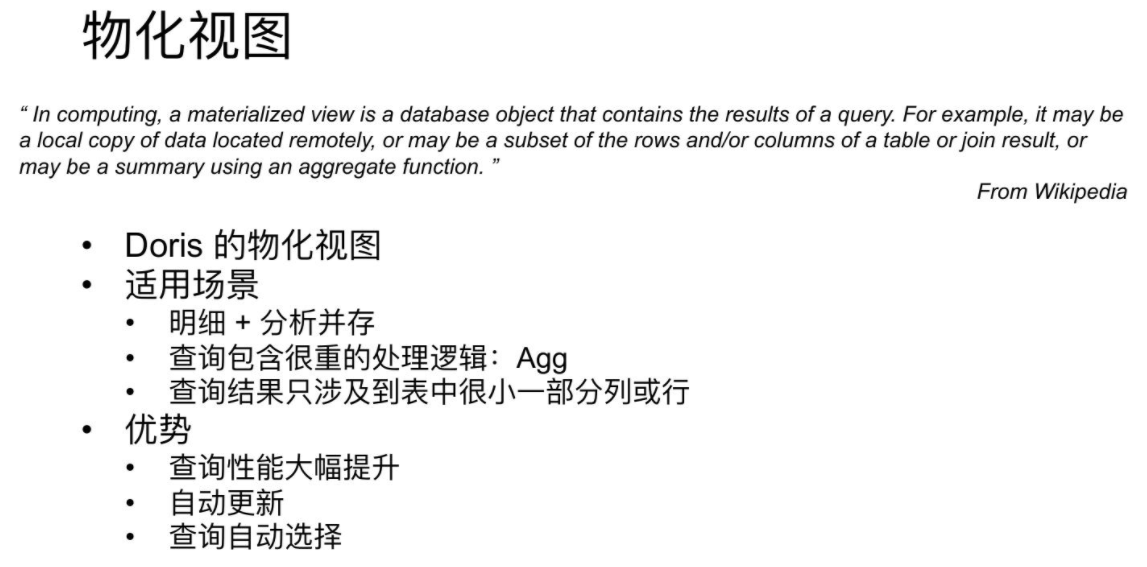 物化视图
“ In computing, a materialized view is a database object that contains the results of a query. For example, it may be
a local copy of data located remotely, or may be a subset of the rows and/or columns of a table or join result, or
may be a summary using an aggregate function. ”
From Wikipedia
• Doris 的物化视图
• 适用场景
• 明细 + 分析并存
• 查询包含很重的处理逻辑：Agg
• 查询结果只涉及到表中很小一部分列或行
• 优势
• 查询性能大幅提升
• 自动更新
• 查询自动选择